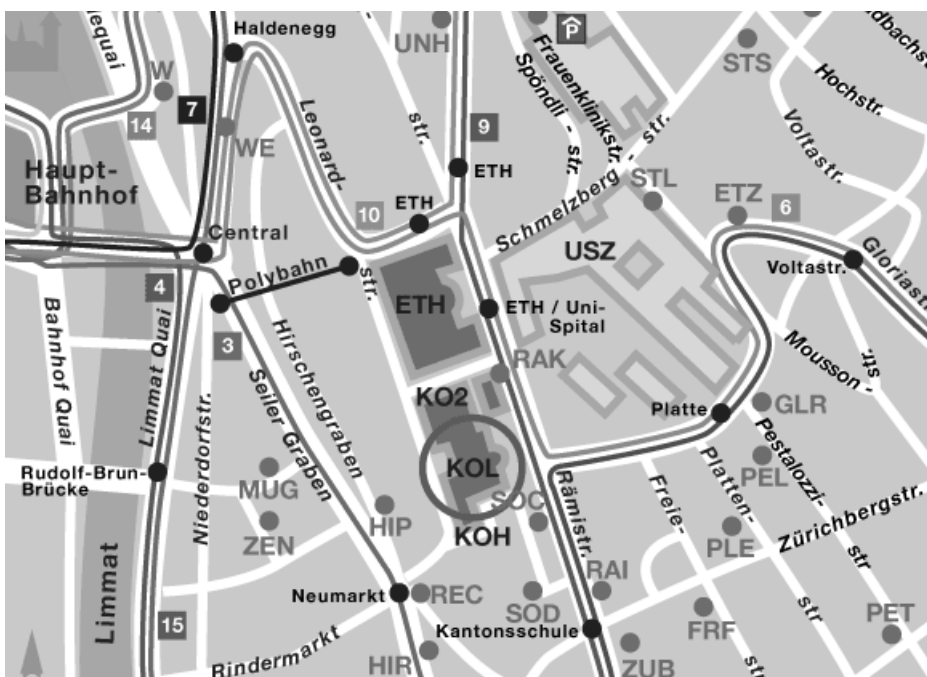 Haldenegg
UNH
P
Frauenklinikstr.
Spöndli - str.
STS
Hochstr.
Voltastr.
W
7
14
WE
Leonard-
str.
9
ETH
Schmelzberg - str.
STL
ETZ
6
Haupt-
Bahnhof
10
ETH
USZ
Central
Voltastr.
Gloriastr.
Polybahn
str.
4
ETH
ETH / Uni-
Spital
3
Bahnhof Quai
Limmat Quai
Niederdorfstr.
Hirschengraben
Seiler Graben
RAK
Mousson -
str.
KO2
Platte
GLR
KOL
Rudolf-Brun-
Brücke
MUG
SOC
Rämistr.
Freie-
str.
Platten-
str
PEL
Pestalozzi-
str
Zürichbergstr.
ZEN
HIP
KOH
PLE
Limmat
Neumarkt
REC
SOD
RAI
FRF
PET
15
Kantonsschule
Rindermarkt
HIR
ZUB